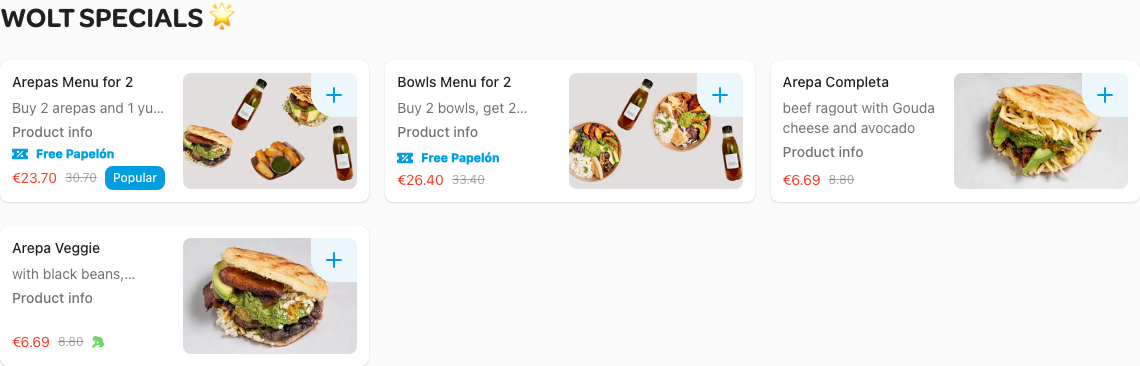 WOLT SPECIALS 🌟
Arepas Menu for 2
Buy 2 arepas and 1 yu...
Product info
Free Papelón
€23.70 30.70 Popular
Bowls Menu for 2
Buy 2 bowls, get 2...
Product info
Free Papelón
€26.40 33.40
Arepa Completa
beef ragout with Gouda
cheese and avocado
Product info
€6.69 8.80
Arepa Veggie
with black beans,...
Product info
€6.69 8.80